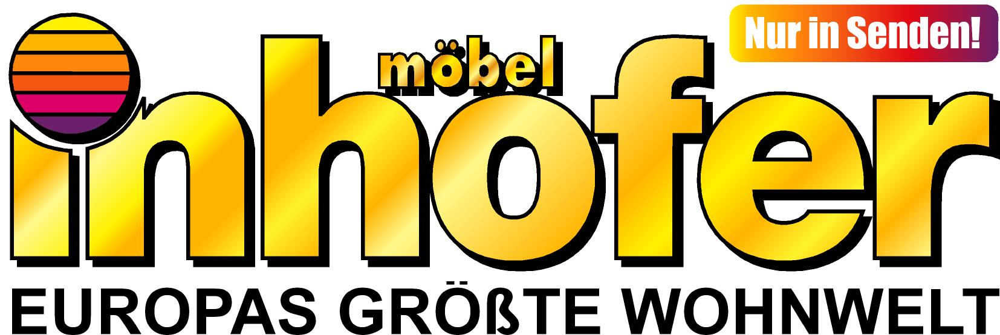 Nur in Senden!
möbel
inhofer
EUROPAS GRÖßTE WOHNWELT